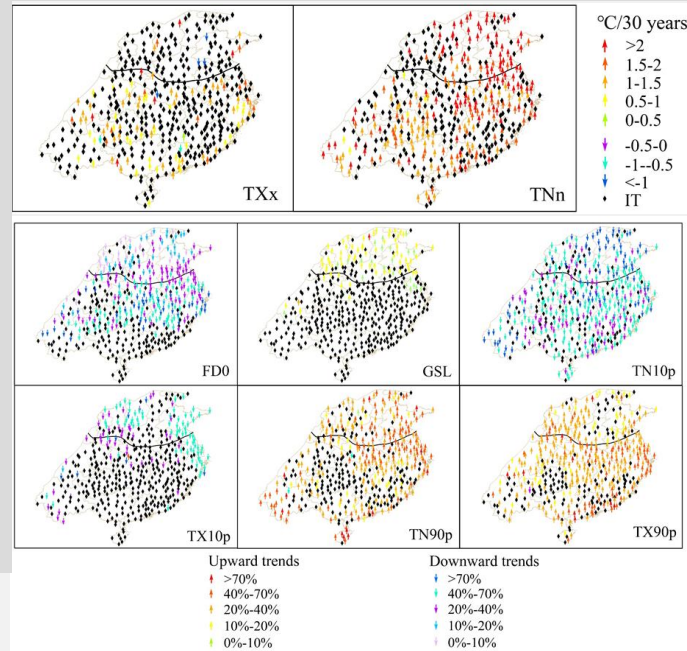 °C/30 years
>2
1.5-2
1-1.5
0.5-1
0-0.5
-0.5-0
-1--0.5
<-1
IT
TXx
TNn
FD0
GSL
TN10p
TX10p
TN90p
TX90p
Upward trends
>70%
40%-70%
20%-40%
10%-20%
0%-10%
Downward trends
>70%
40%-70%
20%-40%
10%-20%
0%-10%